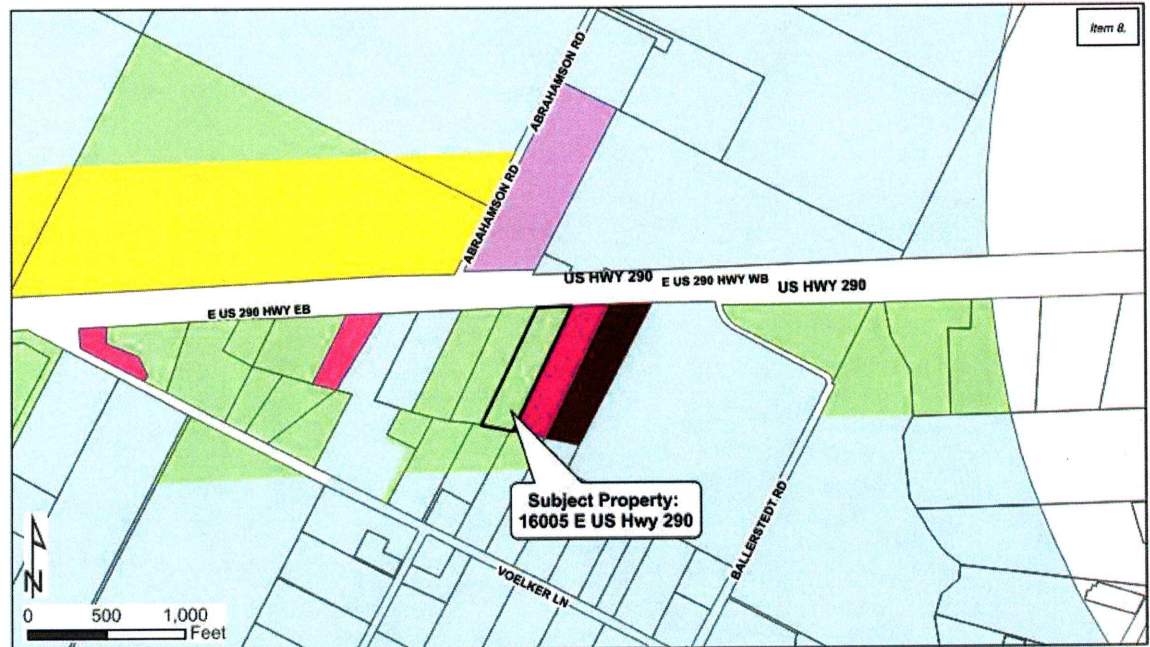 Item 8.
ABRAHAMSON RD
ABRAHAMSON RD
US HWY 290
E US 290 HWY WB
US HWY 290
E US 290 HWY EB
Subject Property:
16005 E US Hwy 290
BALLERSTEDT RD
VOELKER LN
N
0 500 1,000
Feet